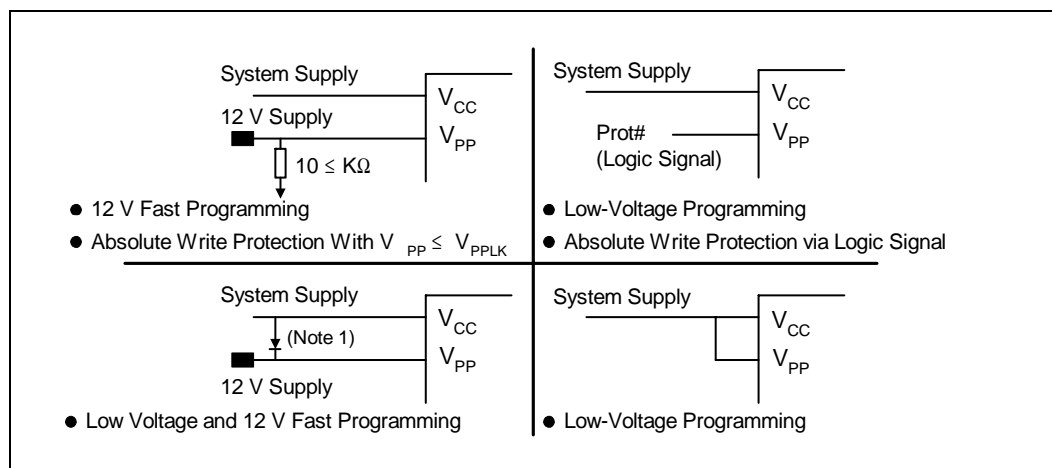 System Supply
V CC
12 V Supply
V PP
10 ≤ KΩ
● 12 V Fast Programming
● Absolute Write Protection With V PP ≤ V PPLK
System Supply
V CC
Prot#
(Logic Signal)
V PP
● Low-Voltage Programming
● Absolute Write Protection via Logic Signal
System Supply
V CC
(Note 1)
V PP
12 V Supply
● Low Voltage and 12 V Fast Programming
System Supply
V CC
V PP
● Low-Voltage Programming